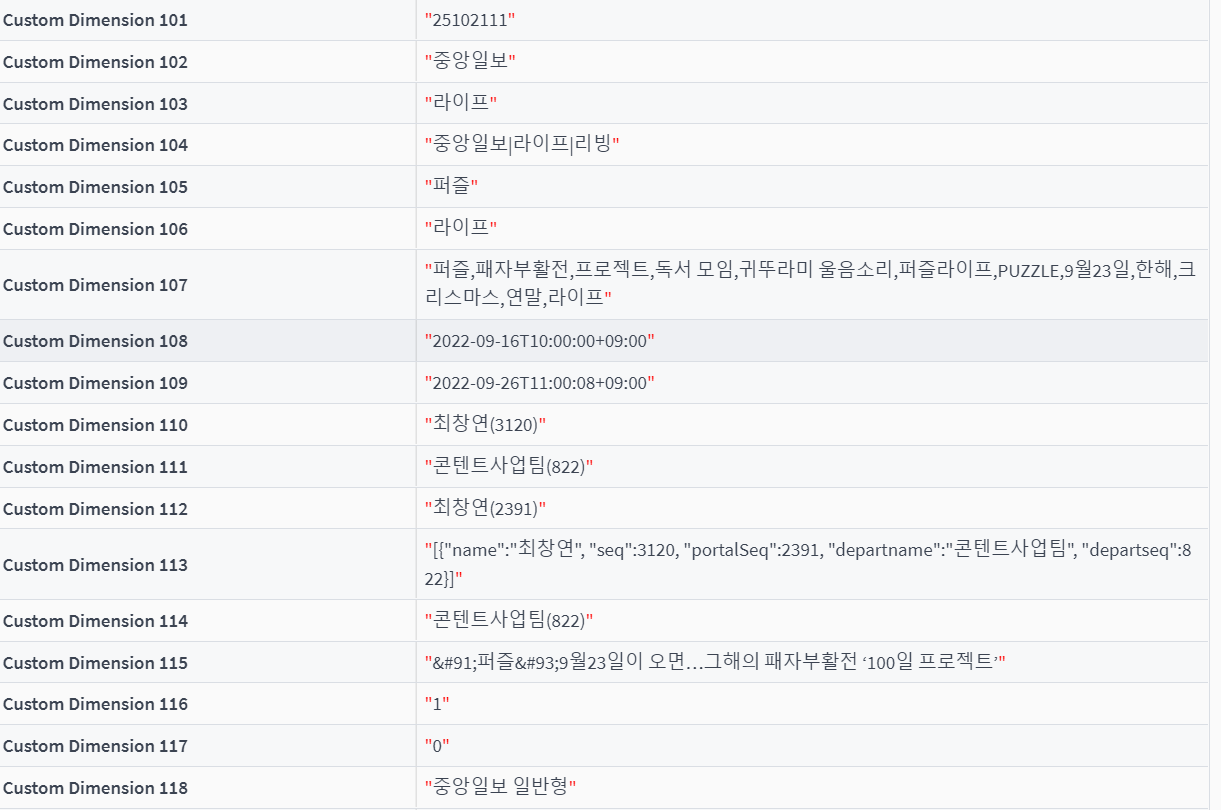 Custom Dimension 101 "25102111"
Custom Dimension 102 "중앙일보"
Custom Dimension 103 "라이프"
Custom Dimension 104 "중앙일보|라이프|리빙"
Custom Dimension 105 "퍼즐"
Custom Dimension 106 "라이프"
Custom Dimension 107 "퍼즐,패자부활전,프로젝트,독서 모임,귀뚜라미 울음소리,퍼즐라이프,PUZZLE,9월23일,한해,크
리스마스,연말,라이프"
Custom Dimension 108 "2022-09-16T10:00:00+09:00"
Custom Dimension 109 "2022-09-26T11:00:08+09:00"
Custom Dimension 110 "최창연(3120)"
Custom Dimension 111 "콘텐트사업팀(822)"
Custom Dimension 112 "최창연(2391)"
Custom Dimension 113 "[{"name":"최창연", "seq":3120, "portalSeq":2391, "departname":"콘텐트사업팀", "departseq":8
22}]"
Custom Dimension 114 "콘텐트사업팀(822)"
Custom Dimension 115 "&#91;퍼즐&#93;9월23일이 오면…그해의 패자부활전 ‘100일 프로젝트’"
Custom Dimension 116 "1"
Custom Dimension 117 "0"
Custom Dimension 118 "중앙일보 일반형"